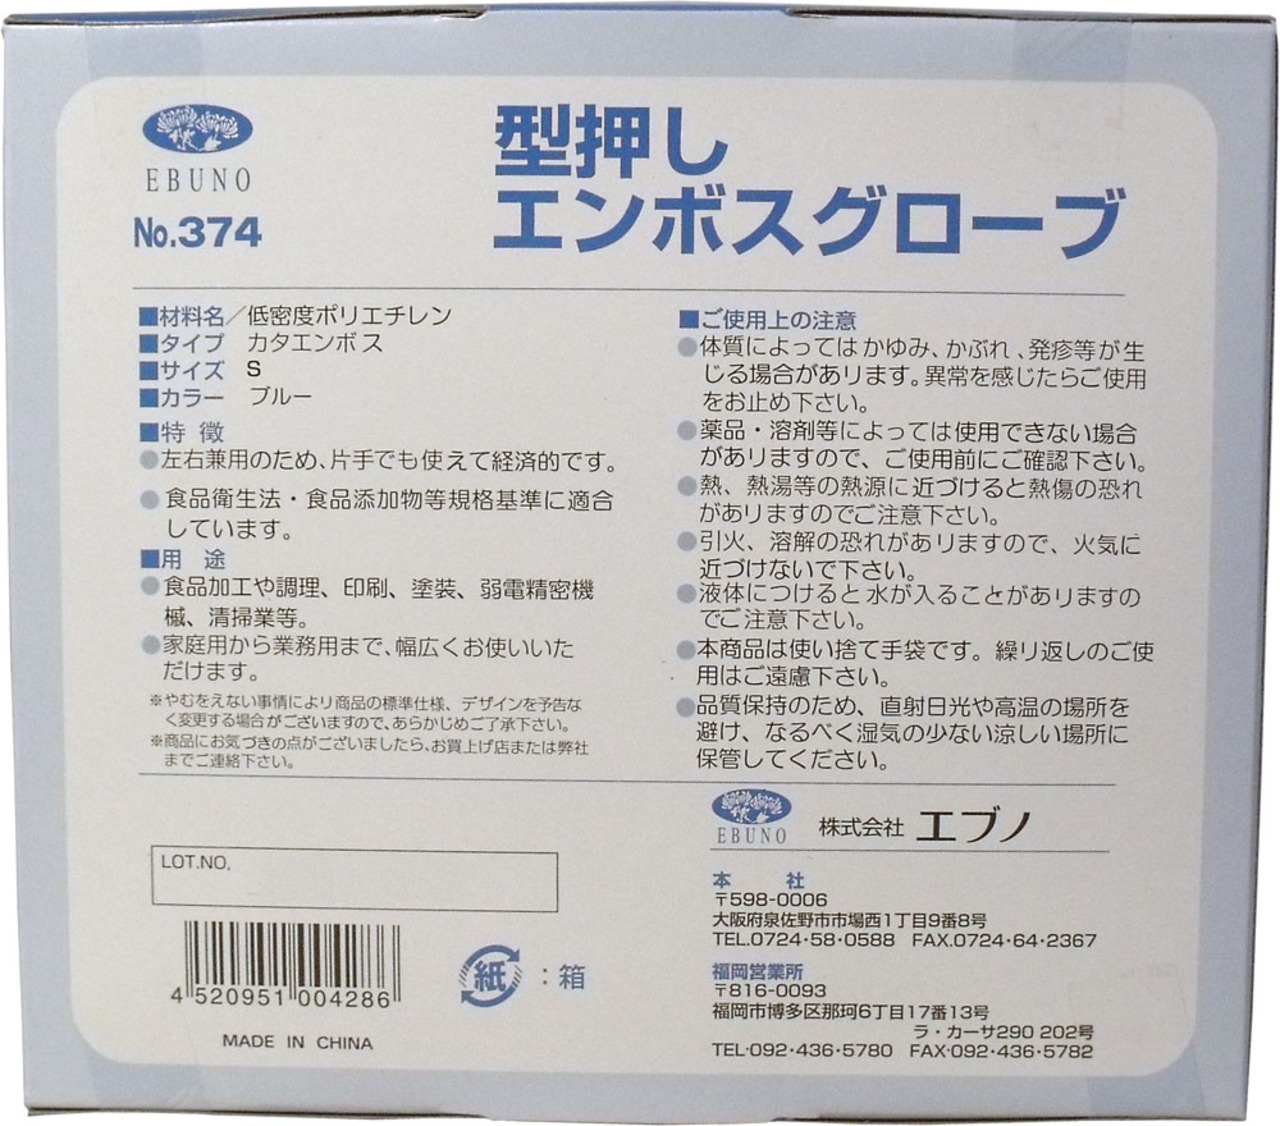 EBUNO
No.374
型押し
エンボスグローブ
■材料名／低密度ポリエチレン
■タイプ カタエンボス
■サイズ S
■カラー ブルー
■特 徴
●左右兼用のため、片手でも使えて経済的です。
●食品衛生法・食品添加物等規格基準に適合
しています。
■用 途
●食品加工や調理、印刷、塗装、弱電精密機
械、清掃業等。
●家庭用から業務用まで、幅広くお使いいた
だけます。
※やむをえない事情により商品の標準仕様、デザインを予告な
く変更する場合がございますので、あらかじめご了承下さい。
※商品にお気づきの点がございましたら、お買上げ店または弊社
までご連絡下さい。
■ご使用上の注意
●体質によってはかゆみ、かぶれ、発疹等が生
じる場合があります。異常を感じたらご使用
をお止め下さい。
●薬品・溶剤等によっては使用できない場合
がありますので、ご使用前にご確認下さい。
●熱、熱湯等の熱源に近づけると熱傷の恐れ
がありますのでご注意下さい。
●引火、溶解の恐れがありますので、火気に
近づけないで下さい。
●液体につけると水が入ることがありますの
でご注意下さい。
●本商品は使い捨て手袋です。繰り返しのご使
用はご遠慮下さい。
●品質保持のため、直射日光や高温の場所を
避け、なるべく湿気の少ない涼しい場所に
保管してください。
LOT.NO.
4 520951 004286
MADE IN CHINA
紙：箱
EBUNO 株式会社 エブノ
本 社
〒598-0006
大阪府泉佐野市市場西1丁目9番8号
TEL.0724・58・0588 FAX.0724・64・2367
福岡営業所
〒816-0093
福岡市博多区那珂6丁目17番13号
ラ・カーサ290 202号
TEL・092・436・5780 FAX・092・436・5782